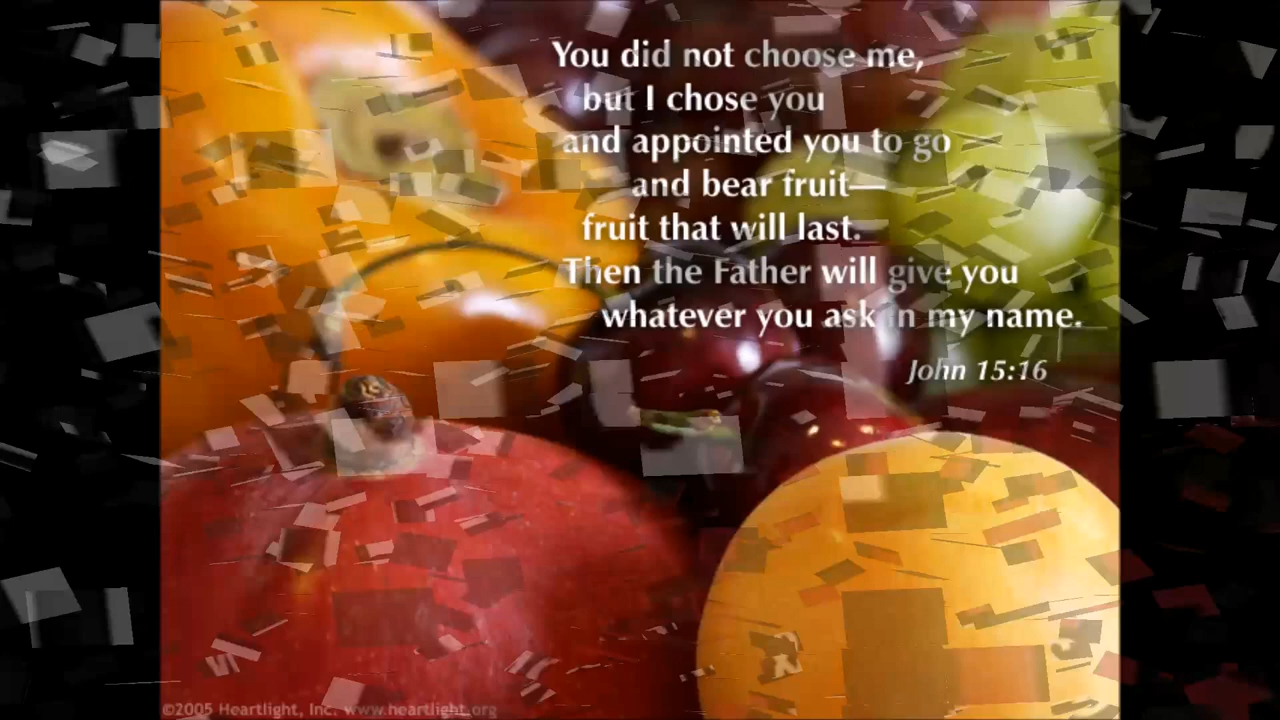 You did not choose me,
but I chose you
and appointed you to go
and bear fruit—
fruit that will last.
Then the Father will give you
whatever you ask in my name.
John 15:16
©2005 Heartlight, Inc. www.heartlight.org